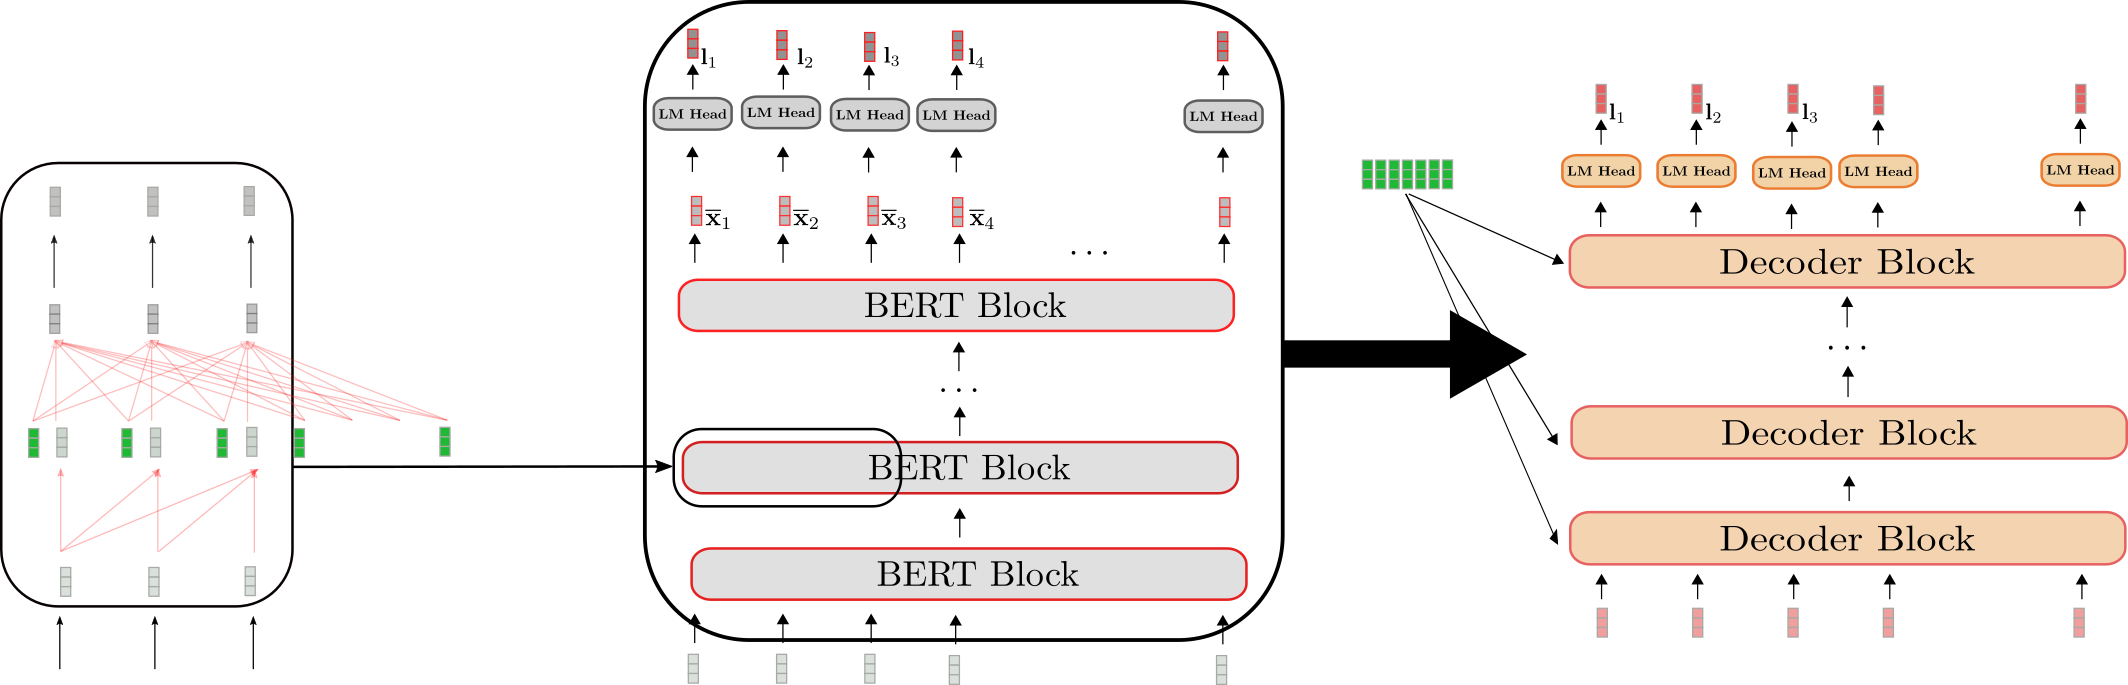 l₁ l₂ l₃ l₄
LM Head LM Head LM Head LM Head LM Head
x̅₁ x̅₂ x̅₃ x̅₄
...
BERT Block
...
BERT Block
BERT Block
l₁ l₂ l₃
LM Head LM Head LM Head LM Head LM Head
Decoder Block
...
Decoder Block
Decoder Block